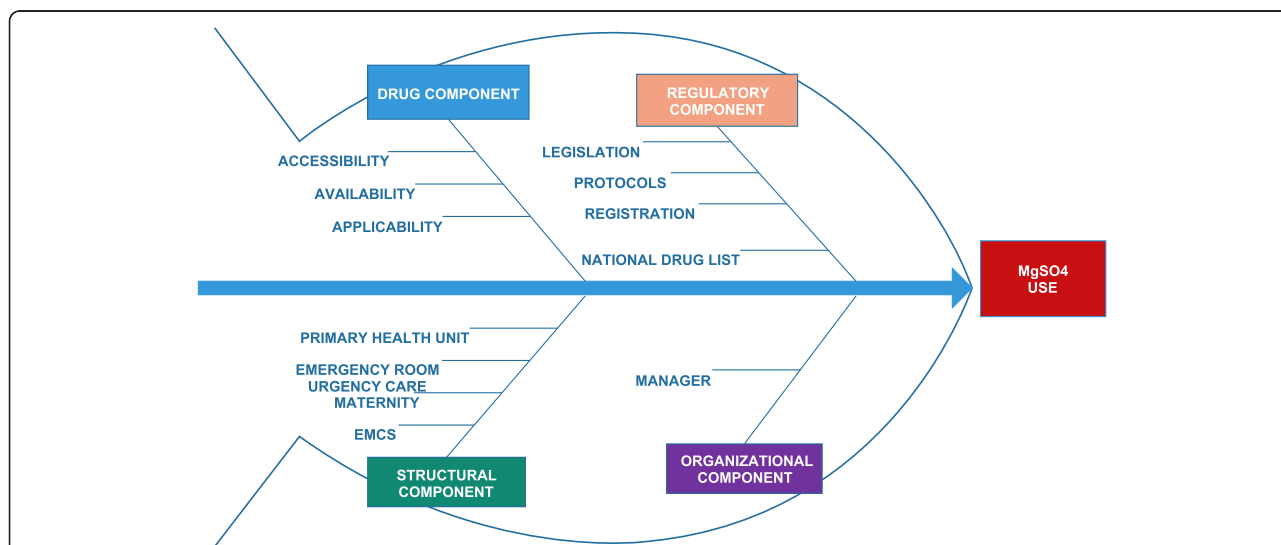 DRUG COMPONENT
REGULATORY
COMPONENT
ACCESSIBILITY
AVAILABILITY
APPLICABILITY
LEGISLATION
PROTOCOLS
REGISTRATION
NATIONAL DRUG LIST
MgSO4
USE
PRIMARY HEALTH UNIT
EMERGENCY ROOM
URGENCY CARE
MATERNITY
EMCS
MANAGER
STRUCTURAL
COMPONENT
ORGANIZATIONAL
COMPONENT